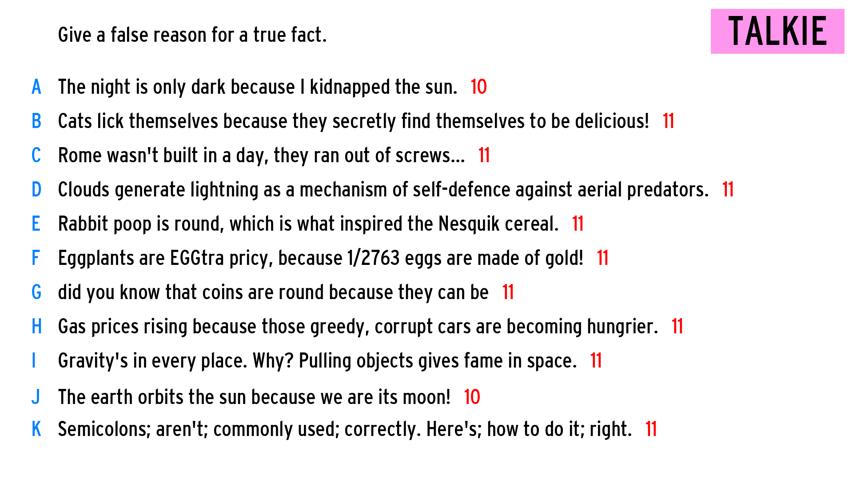 Give a false reason for a true fact.
TALKIE
A The night is only dark because I kidnapped the sun. 10
B Cats lick themselves because they secretly find themselves to be delicious! 11
C Rome wasn't built in a day, they ran out of screws... 11
D Clouds generate lightning as a mechanism of self-defence against aerial predators. 11
E Rabbit poop is round, which is what inspired the Nesquik cereal. 11
F Eggplants are EGGtra pricy, because 1/2763 eggs are made of gold! 11
G did you know that coins are round because they can be 11
H Gas prices rising because those greedy, corrupt cars are becoming hungrier. 11
I Gravity's in every place. Why? Pulling objects gives fame in space. 11
J The earth orbits the sun because we are its moon! 10
K Semicolons; aren't; commonly used; correctly. Here's; how to do it; right. 11